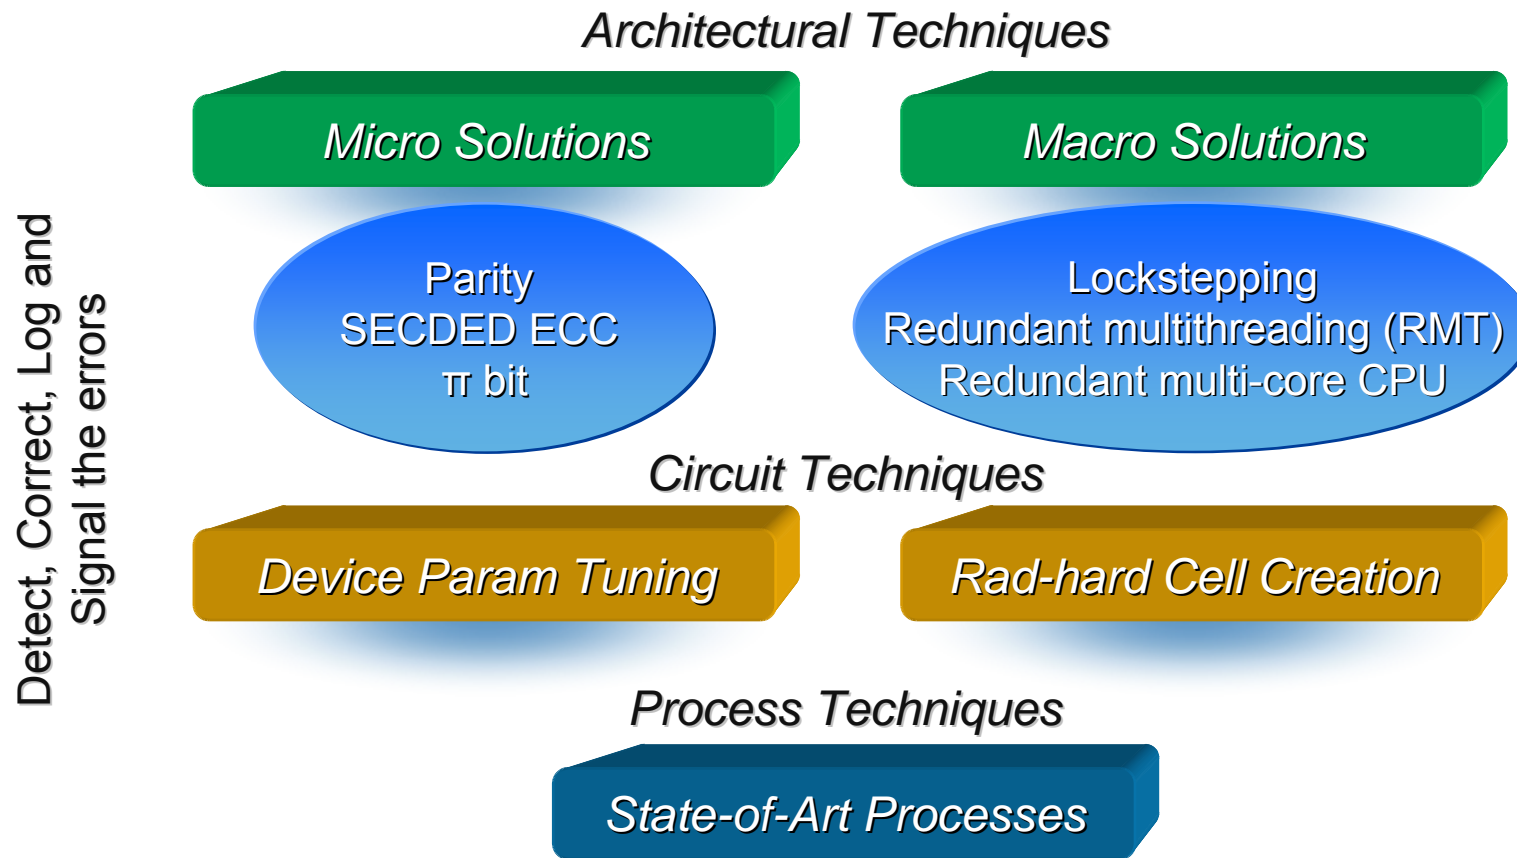 Architectural Techniques
Micro Solutions
Macro Solutions
Parity
SECDED ECC
π bit
Lockstepping
Redundant multithreading (RMT)
Redundant multi-core CPU
Detect, Correct, Log and
Signal the errors
Circuit Techniques
Device Param Tuning
Rad-hard Cell Creation
Process Techniques
State-of-Art Processes